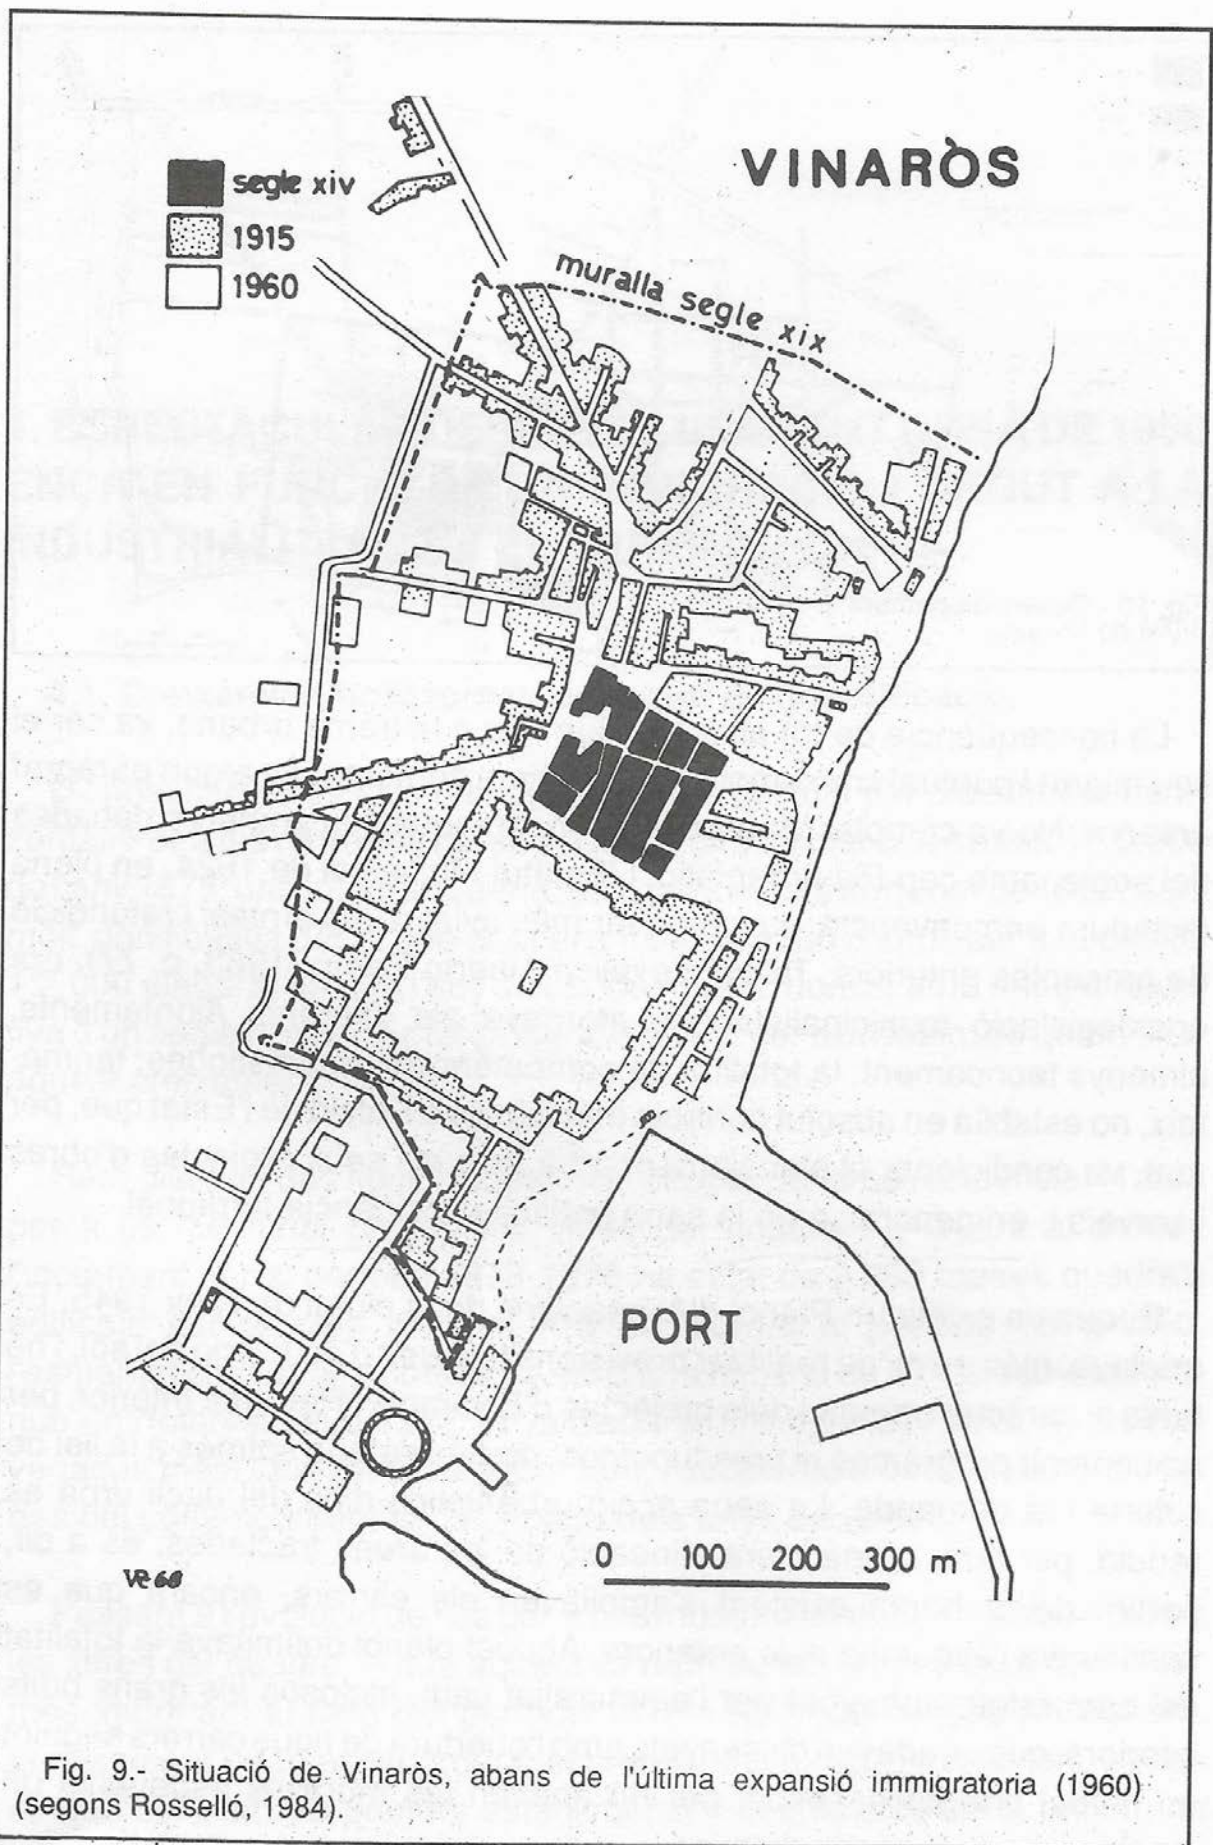 VINARÒS
segle xiv
1915
1960
muralla segle xix
PORT
0 100 200 300 m
VR 68
Fig. 9.- Situació de Vinaròs, abans de l'última expansió immigratoria (1960)
(segons Rosselló, 1984).